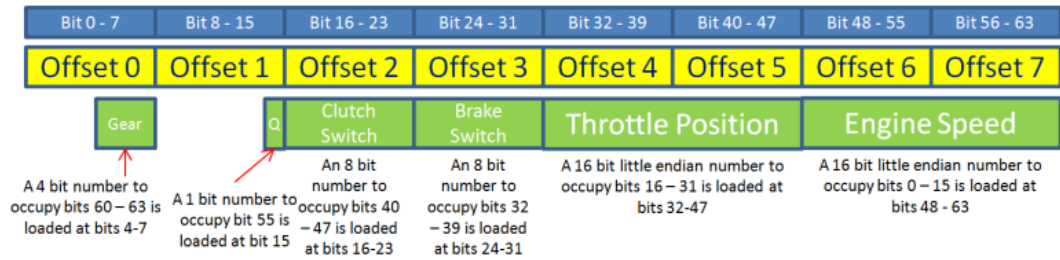 Bit 0 - 7 Bit 8 - 15 Bit 16 - 23 Bit 24 - 31 Bit 32 - 39 Bit 40 - 47 Bit 48 - 55 Bit 56 - 63
Offset 0 Offset 1 Offset 2 Offset 3 Offset 4 Offset 5 Offset 6 Offset 7
Gear
Q
Clutch
Switch
Brake
Switch
Throttle Position
Engine Speed
A 4 bit number to
occupy bits 60 – 63 is
loaded at bits 4-7
A 1 bit number to
occupy bit 55 is
loaded at bit 15
An 8 bit
number to
occupy bits 40
– 47 is loaded
at bits 16-23
An 8 bit
number to
occupy bits 32
– 39 is loaded
at bits 24-31
A 16 bit little endian number to
occupy bits 16 – 31 is loaded at
bits 32-47
A 16 bit little endian number to
occupy bits 0 – 15 is loaded at
bits 48 - 63